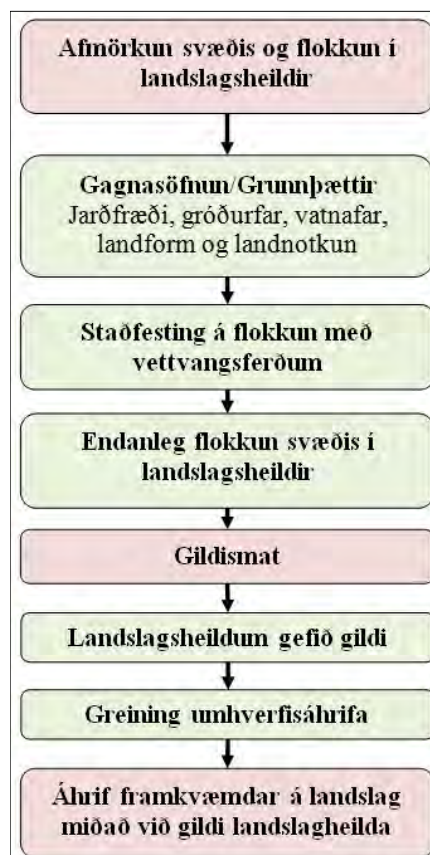 Afmörkun svæðis og flokkun í
landslagsheildir
Gagnasöfnun/Grunnþættir
Jarðfræði, gróðurfar, vatnafar,
landform og landnotkun
Staðfesting á flokkun með
vettvangsferðum
Endanleg flokkun svæðis í
landslagsheildir
Gildismat
Landslagsheildum gefið gildi
Greining umhverfisáhrifa
Áhrif framkvæmdar á landslag
miðað við gildi landslagheilda